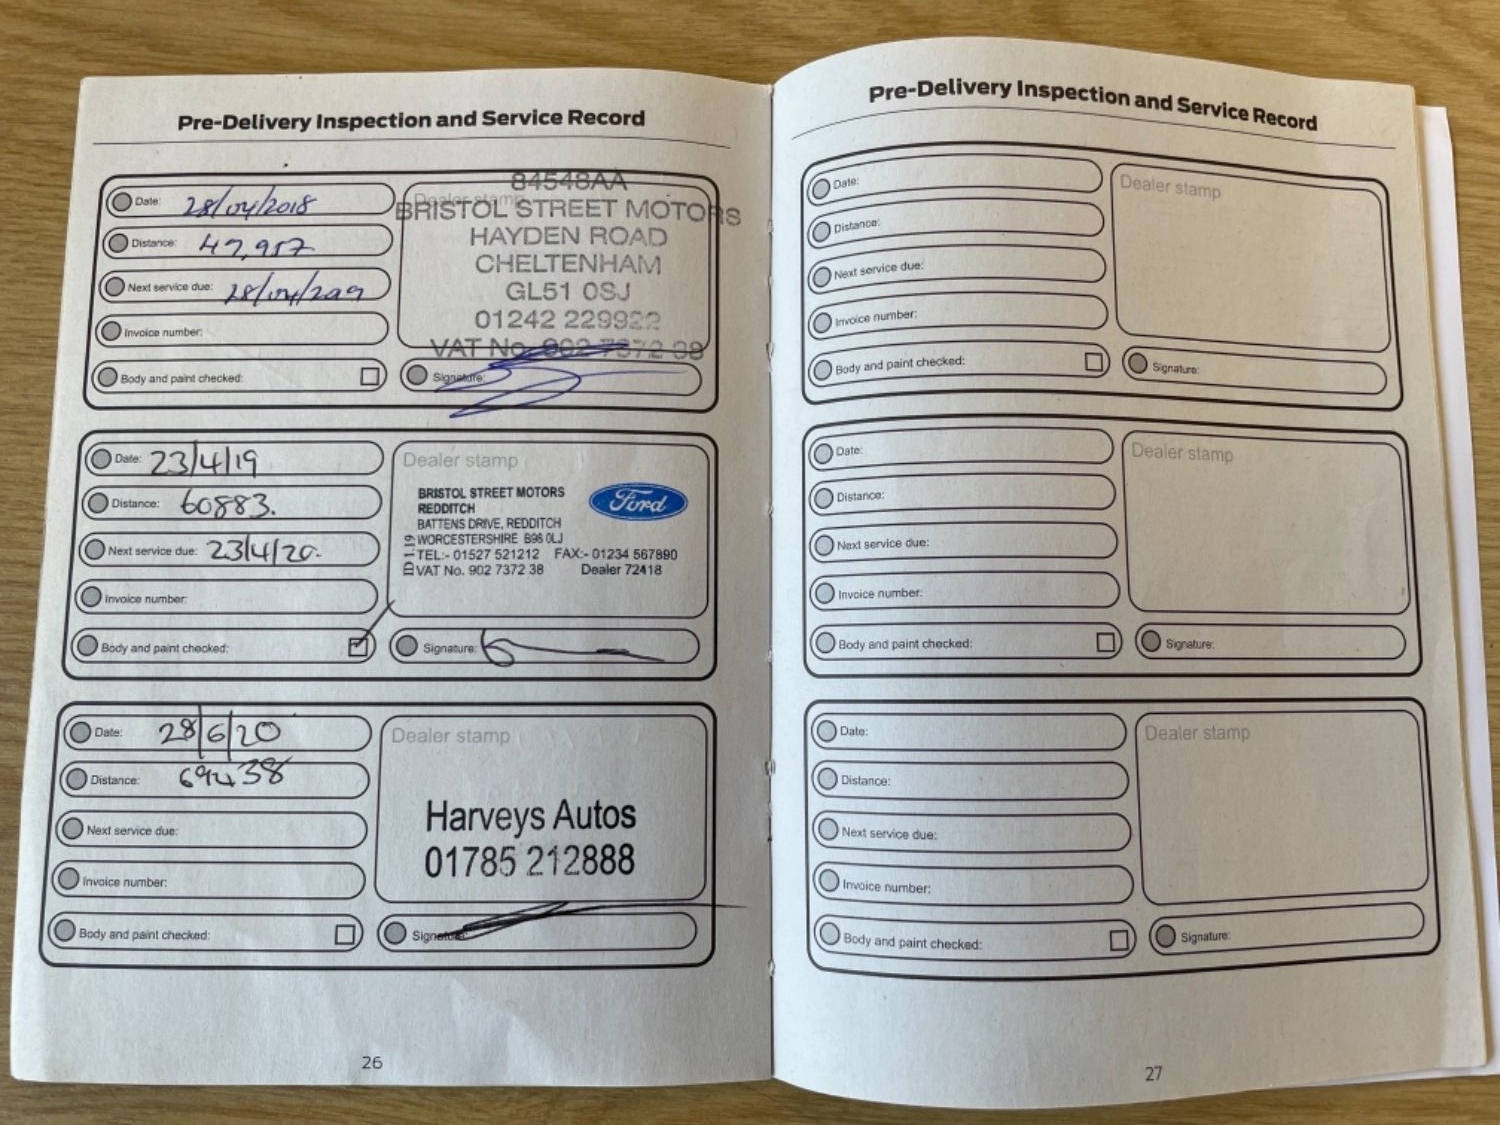 Pre-Delivery Inspection and Service Record
Date: 28/04/2018
Distance: 47,957
Next service due: 28/04/2019
Invoice number:
Body and paint checked:
Dealer stamp
84548AA
BRISTOL STREET MOTORS
HAYDEN ROAD
CHELTENHAM
GL51 0SJ
01242 229922
VAT No. 902 7372 38
Signature:
Date: 23/4/19
Distance: 60883.
Next service due: 23/4/20.
Invoice number:
Body and paint checked:
Dealer stamp
BRISTOL STREET MOTORS
REDDITCH
BATTENS DRIVE, REDDITCH
WORCESTERSHIRE B98 0LJ
TEL:- 01527 521212 FAX:- 01234 567890
VAT No. 902 7372 38 Dealer 72418
Ford
Signature:
Date: 28/6/20
Distance: 69438
Next service due:
Invoice number:
Body and paint checked:
Dealer stamp
Harveys Autos
01785 212888
Signature:
26
Pre-Delivery Inspection and Service Record
Date:
Distance:
Next service due:
Invoice number:
Body and paint checked:
Dealer stamp
Signature:
Date:
Distance:
Next service due:
Invoice number:
Body and paint checked:
Dealer stamp
Signature:
Date:
Distance:
Next service due:
Invoice number:
Body and paint checked:
Dealer stamp
Signature:
27